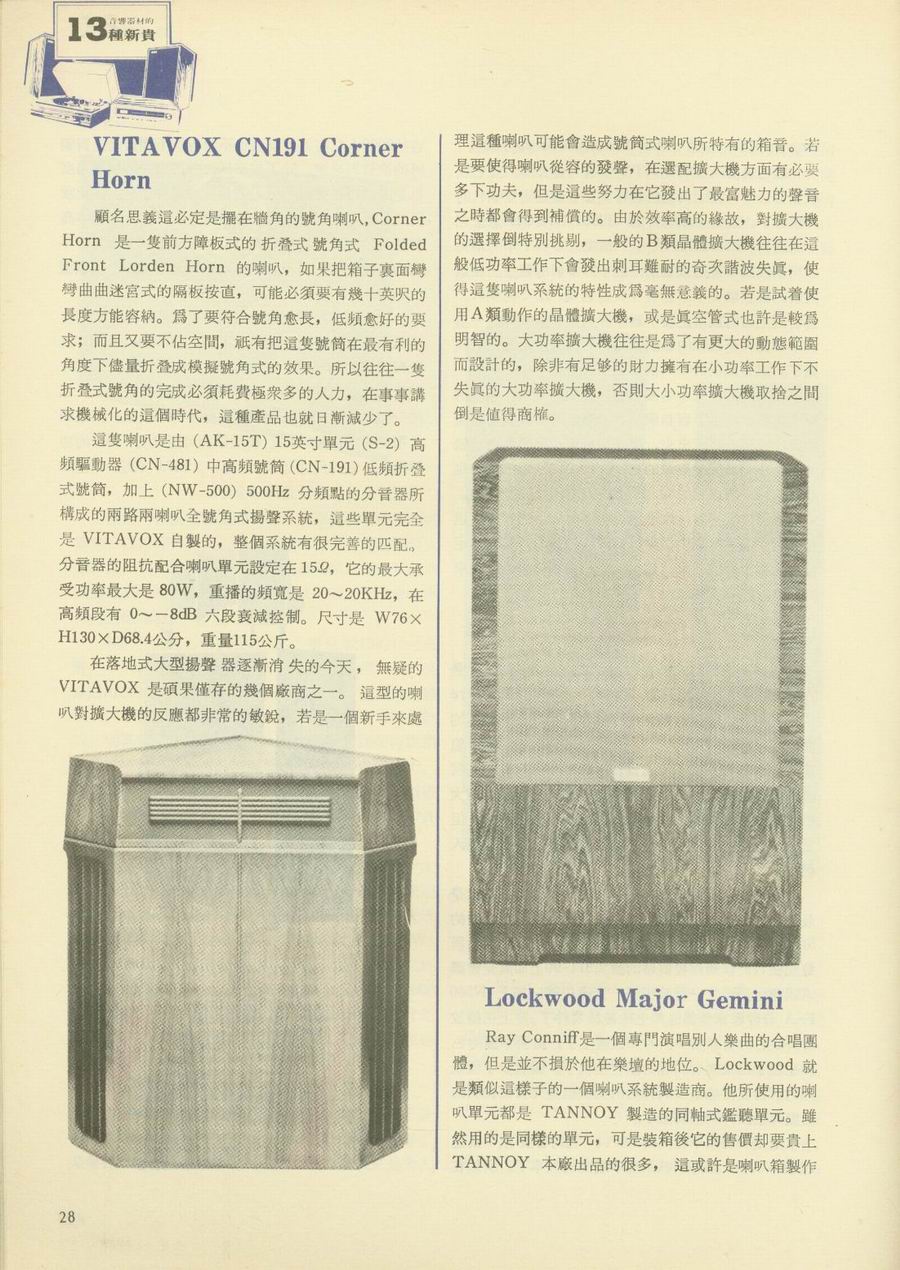 音響器材的
13種新貴
VITAVOX CN191 Corner
Horn
顧名思義這必定是擺在牆角的號角喇叭, Corner
Horn 是一隻前方障板式的折叠式號角式 Folded
Front Lorden Horn 的喇叭，如果把箱子裏面彎
彎曲曲迷宮式的隔板按直，可能必須要有幾十英呎的
長度方能容納。爲了要符合號角愈長，低頻愈好的要
求；而且又要不佔空間，祇有把這隻號筒在最有利的
角度下儘量折叠成模擬號角式的效果。所以往往一隻
折叠式號角的完成必須耗費極衆多的人力，在事事講
求機械化的這個時代，這種產品也就日漸減少了。
這隻喇叭是由 (AK-15T) 15英寸單元 (S-2) 高
頻驅動器 (CN-481) 中高頻號筒 (CN-191) 低頻折叠
式號筒，加上 (NW-500) 500Hz 分頻點的分音器所
構成的兩路兩喇叭全號角式揚聲系統，這些單元完全
是 VITAVOX 自製的，整個系統有很完善的匹配。
分音器的阻抗配合喇叭單元設定在 15Ω，它的最大承
受功率最大是 80W，重播的頻寬是 20～20KHz，在
高頻段有 0～－8dB 六段衰減控制。尺寸是 W76×
H130×D68.4公分，重量115公斤。
在落地式大型揚聲器逐漸消失的今天，無疑的
VITAVOX 是碩果僅存的幾個廠商之一。這型的喇
叭對擴大機的反應都非常的敏銳，若是一個新手來處
理這種喇叭可能會造成號筒式喇叭所特有的箱音。若
是要使得喇叭從容的發聲，在選配擴大機方面有必要
多下功夫，但是這些努力在它發出了最富魅力的聲音
之時都會得到補償的。由於效率高的緣故，對擴大機
的選擇倒特別挑剔，一般的B類晶體擴大機往往在這
般低功率工作下會發出刺耳難耐的奇次諧波失眞，使
得這隻喇叭系統的特性成爲毫無意義的。若是試着使
用A類動作的晶體擴大機，或是眞空管式也許是較爲
明智的。大功率擴大機往往是爲了有更大的動態範圍
而設計的，除非有足够的財力擁有在小功率工作下不
失眞的大功率擴大機，否則大小功率擴大機取捨之間
倒是値得商榷。
Lockwood Major Gemini
Ray Conniff是一個專門演唱別人樂曲的合唱團
體，但是並不損於他在樂壇的地位。Lockwood 就
是類似這樣子的一個喇叭系統製造商。他所使用的喇
叭單元都是 TANNOY 製造的同軸式鑑聽單元。雖
然用的是同樣的單元，可是裝箱後它的售價却要貴上
TANNOY 本廠出品的很多，這或許是喇叭箱製作
28